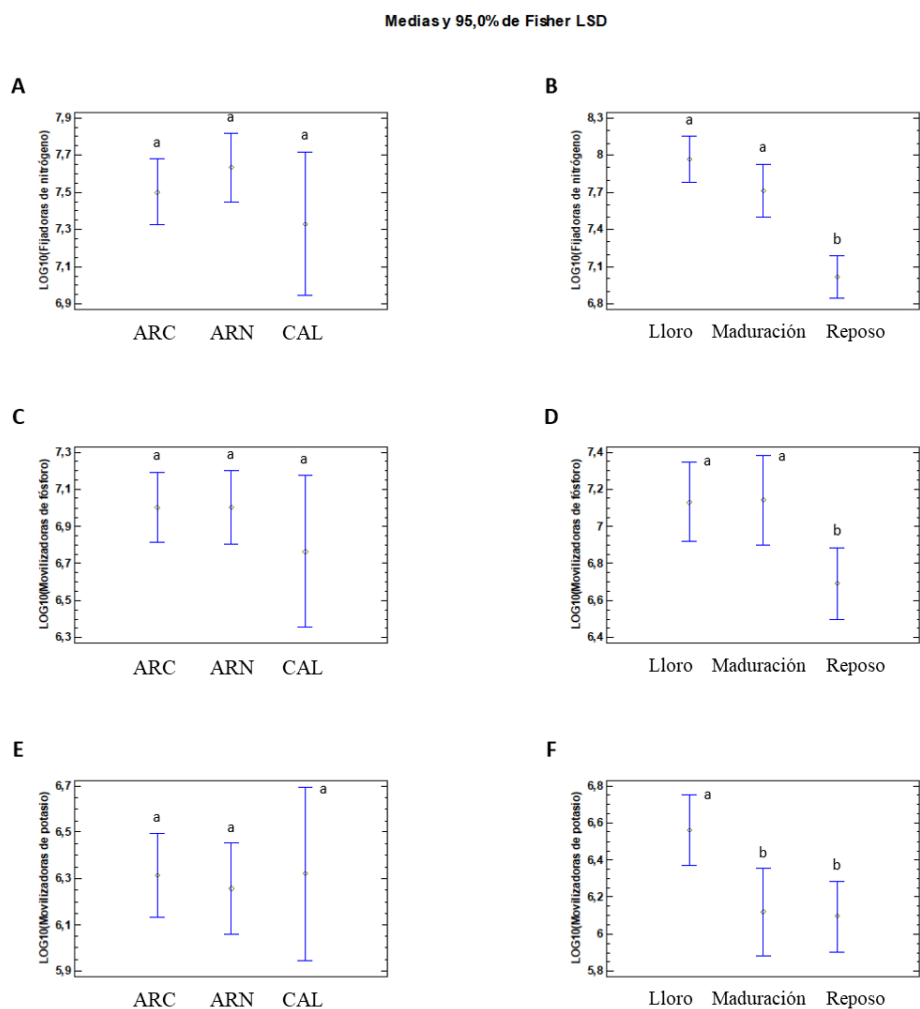 Medias y 95,0% de Fisher LSD
A
LOG10(Fijadoras de nitrógeno)
7,9
7,7
7,5
7,3
7,1
6,9
a
a
a
ARC ARN CAL
B
LOG10(Fijadoras de nitrógeno)
8,3
8
7,7
7,4
7,1
6,8
a
a
b
Lloro Maduración Reposo
C
LOG10(Movilizadoras de fósforo)
7,3
7,1
6,9
6,7
6,5
6,3
a
a
a
ARC ARN CAL
D
LOG10(Movilizadoras de fósforo)
7,4
7,2
7
6,8
6,6
6,4
a
a
b
Lloro Maduración Reposo
E
LOG10(Movilizadoras de potasio)
6,7
6,5
6,3
6,1
5,9
a
a
a
ARC ARN CAL
F
LOG10(Movilizadoras de potasio)
6,8
6,6
6,4
6,2
6
5,8
a
b
b
Lloro Maduración Reposo